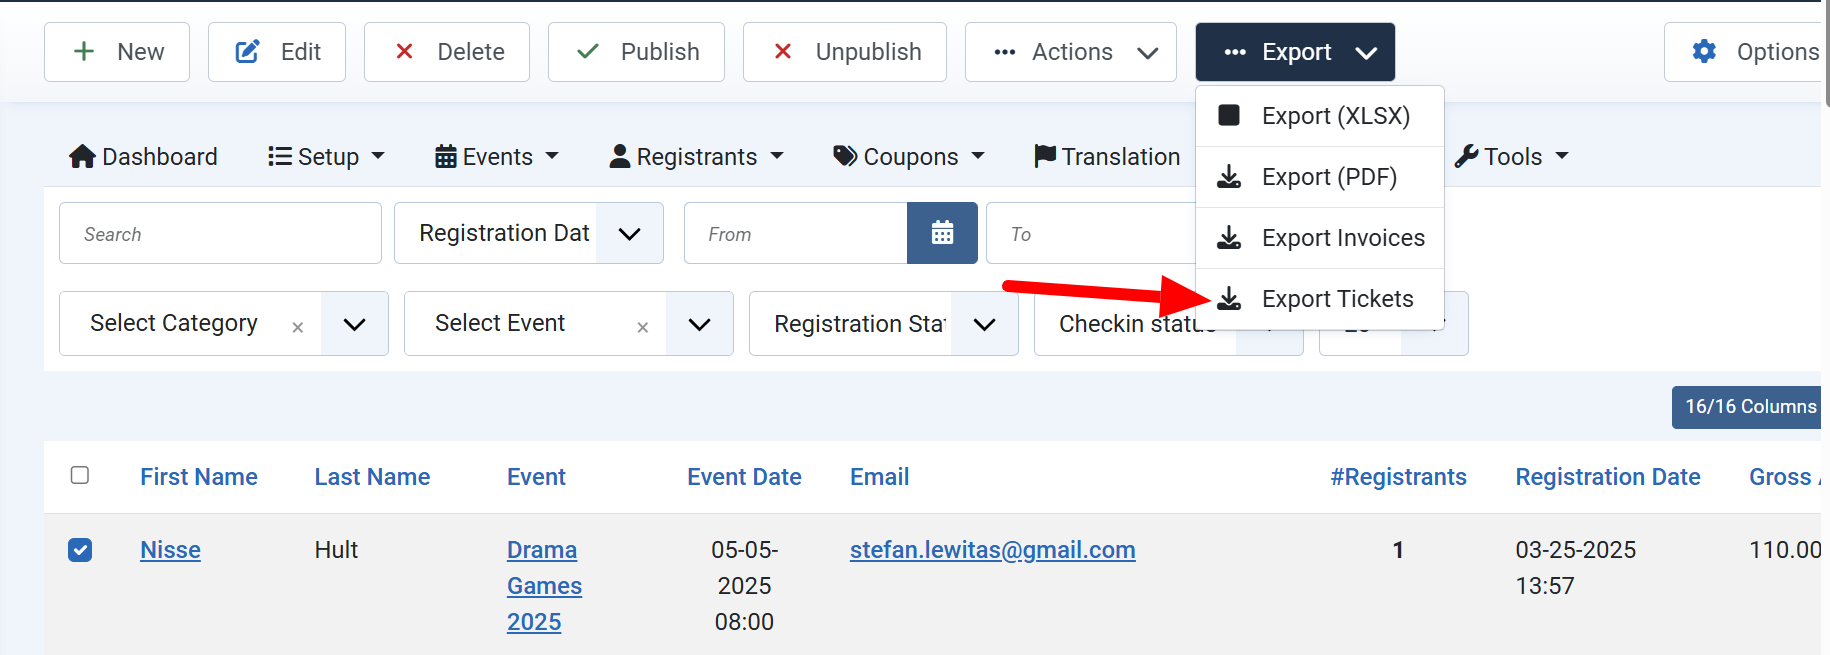 New Edit Delete Publish Unpublish Actions Export Options
Export (XLSX)
Export (PDF)
Export Invoices
Export Tickets
Dashboard Setup Events Registrants Coupons Translation Tools
Search Registration Dat From To
Select Category × Select Event × Registration Sta Checkin status
16/16 Columns
First Name Last Name Event Event Date Email #Registrants Registration Date Gross
Nisse Hult Drama 05-05- stefan.lewitas@gmail.com 1 03-25-2025 110.00
Games 2025 13:57
2025 08:00